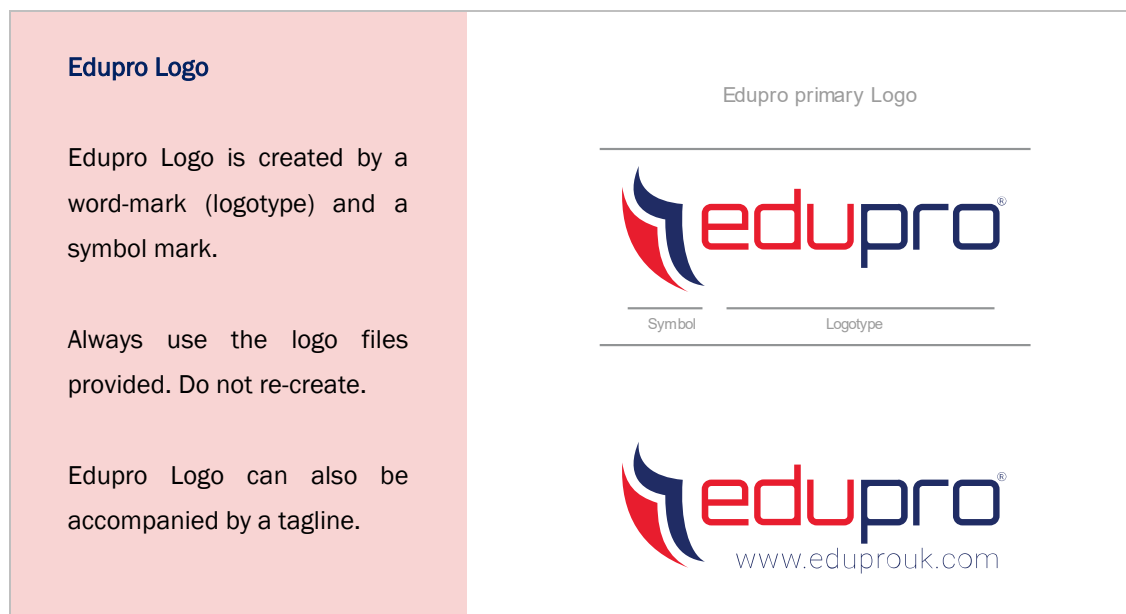 Edupro Logo
Edupro Logo is created by a
word-mark (logotype) and a
symbol mark.
Always use the logo files
provided. Do not re-create.
Edupro Logo can also be
accompanied by a tagline.
Edupro primary Logo
edupro®
Symbol Logotype
edupro®
www.eduprouk.com